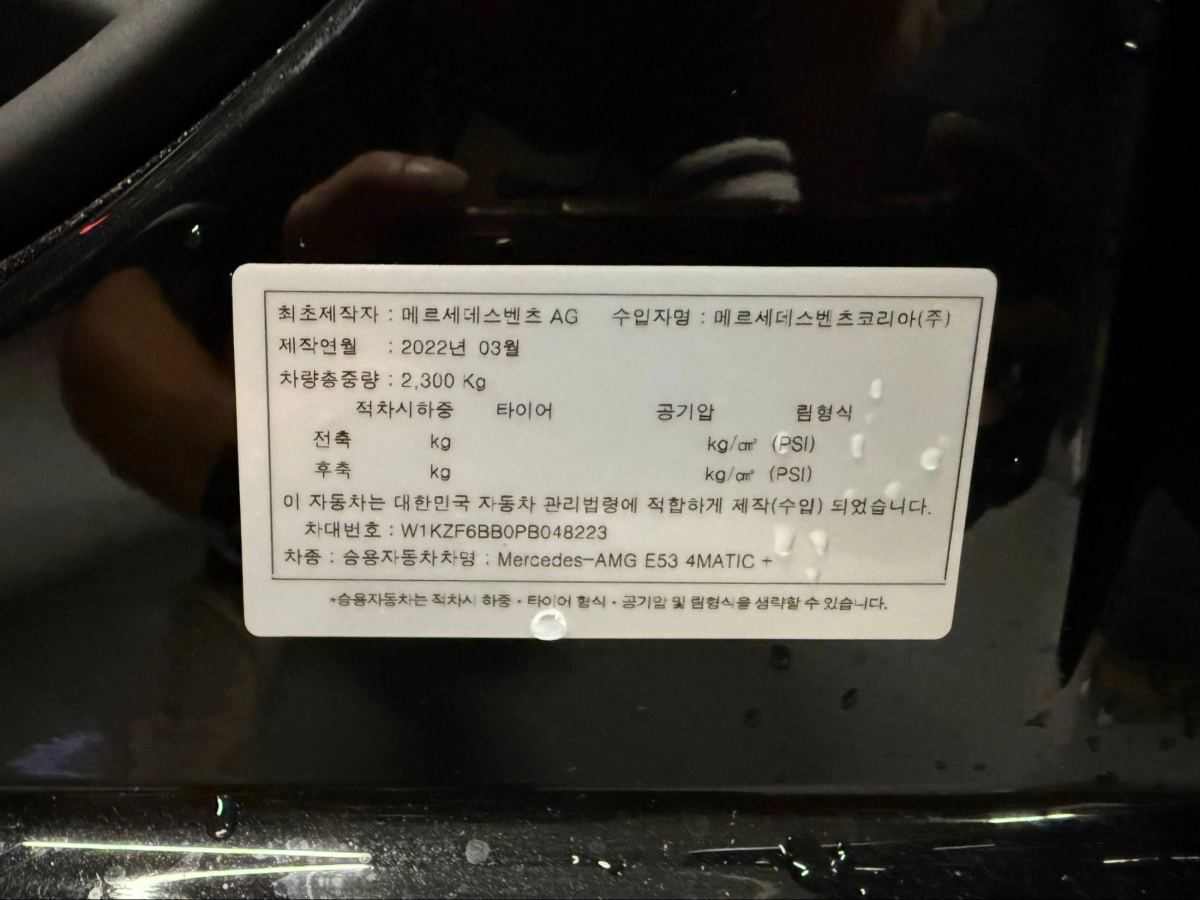 최초제작자 : 메르세데스벤츠 AG 수입자명 : 메르세데스벤츠코리아(주)
제작연월 : 2022년 03월
차량총중량 : 2,300 Kg
적차시하중 타이어 공기압 림형식
전축 kg kg/㎠ (PSI)
후축 kg kg/㎠ (PSI)
이 자동차는 대한민국 자동차 관리법령에 적합하게 제작(수입) 되었습니다.
차대번호 : W1KZF6BB0PB048223
차종 : 승용자동차차명 : Mercedes-AMG E53 4MATIC +
*승용자동차는 적차시 하중·타이어 형식·공기압 및 림형식을 생략할 수 있습니다.